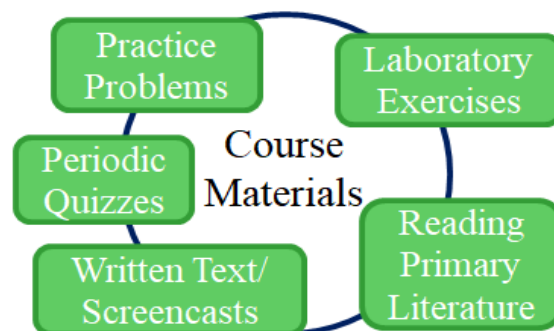 Practice
Problems
Laboratory
Exercises
Course
Materials
Periodic
Quizzes
Reading
Primary
Literature
Written Text/
Screencasts